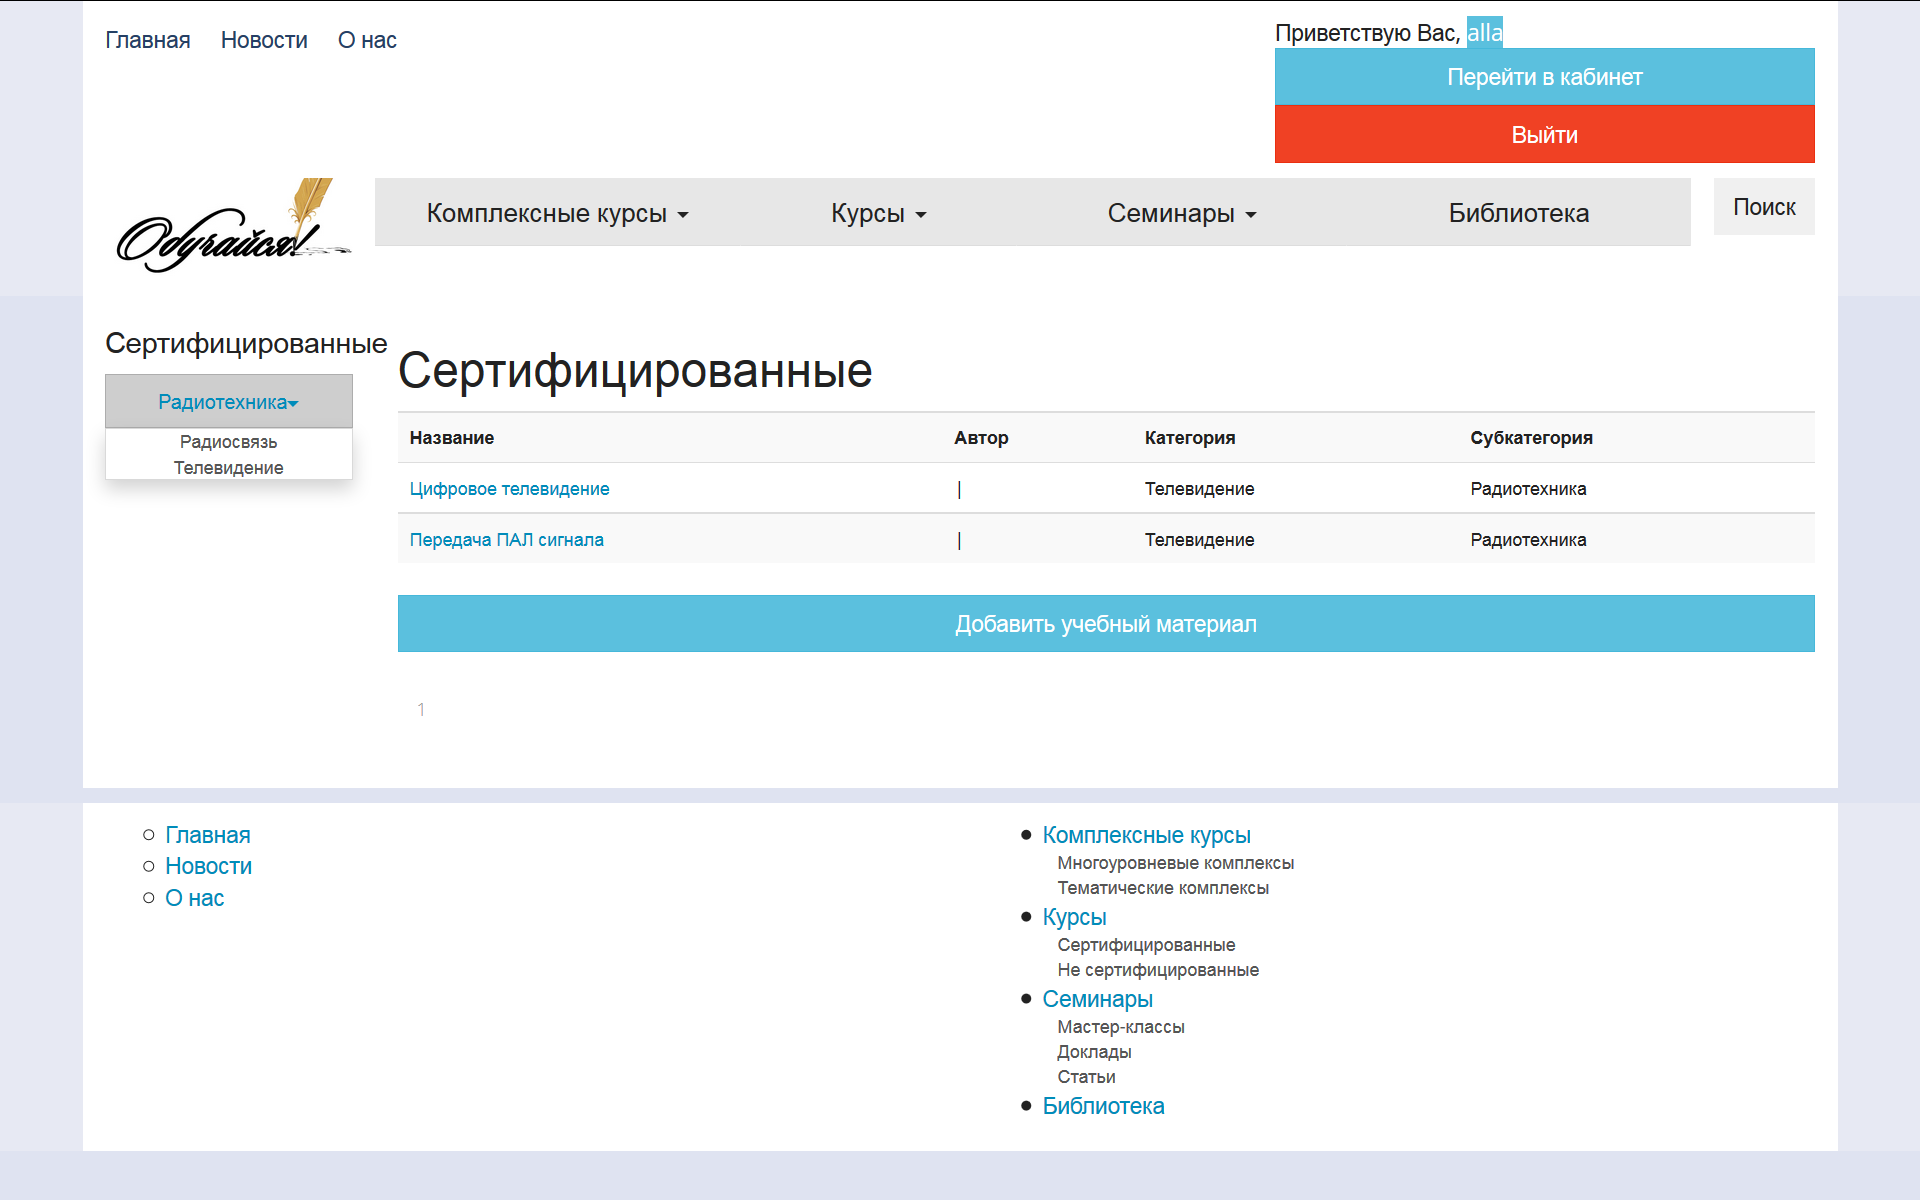 Главная Новости О нас
Приветствую Вас, alla
Перейти в кабинет
Выйти
Обучайся!
Комплексные курсы Курсы Семинары Библиотека
Поиск
Сертифицированные
Радиотехника
Радиосвязь
Телевидение
Сертифицированные
Название Автор Категория Субкатегория
Цифровое телевидение | Телевидение Радиотехника
Передача ПАЛ сигнала | Телевидение Радиотехника
Добавить учебный материал
1
Главная
Новости
О нас
Комплексные курсы
Многоуровневые комплексы
Тематические комплексы
Курсы
Сертифицированные
Не сертифицированные
Семинары
Мастер-классы
Доклады
Статьи
Библиотека